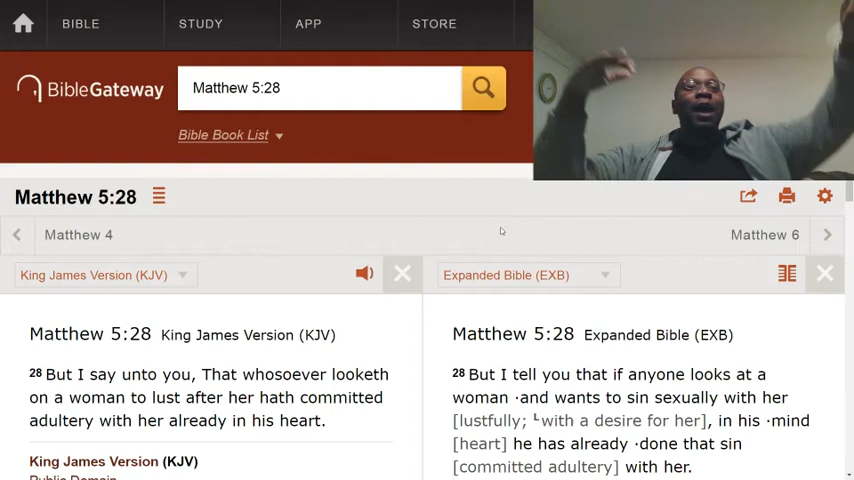 BIBLE STUDY APP STORE
BibleGateway
Matthew 5:28
Bible Book List
Matthew 5:28
Matthew 4
Matthew 6
King James Version (KJV)
Expanded Bible (EXB)
Matthew 5:28 King James Version (KJV)
28 But I say unto you, That whosoever looketh
on a woman to lust after her hath committed
adultery with her already in his heart.
King James Version (KJV)
Public Domain
Matthew 5:28 Expanded Bible (EXB)
28 But I tell you that if anyone looks at a
woman ·and wants to sin sexually with her
[lustfully; ᴸwith a desire for her], in his ·mind
[heart] he has already ·done that sin
[committed adultery] with her.